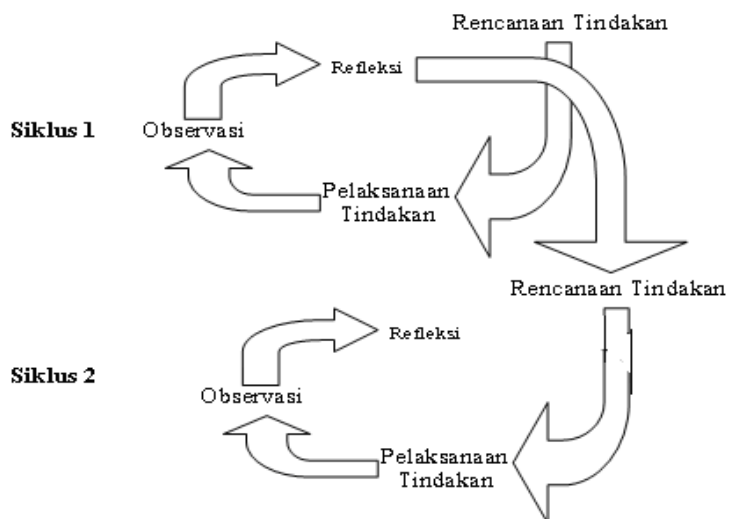 Rencanaan Tindakan
Refleksi
Siklus 1
Observasi
Pelaksanaan
Tindakan
Rencanaan Tindakan
Refleksi
Siklus 2
Observasi
Pelaksanaan
Tindakan